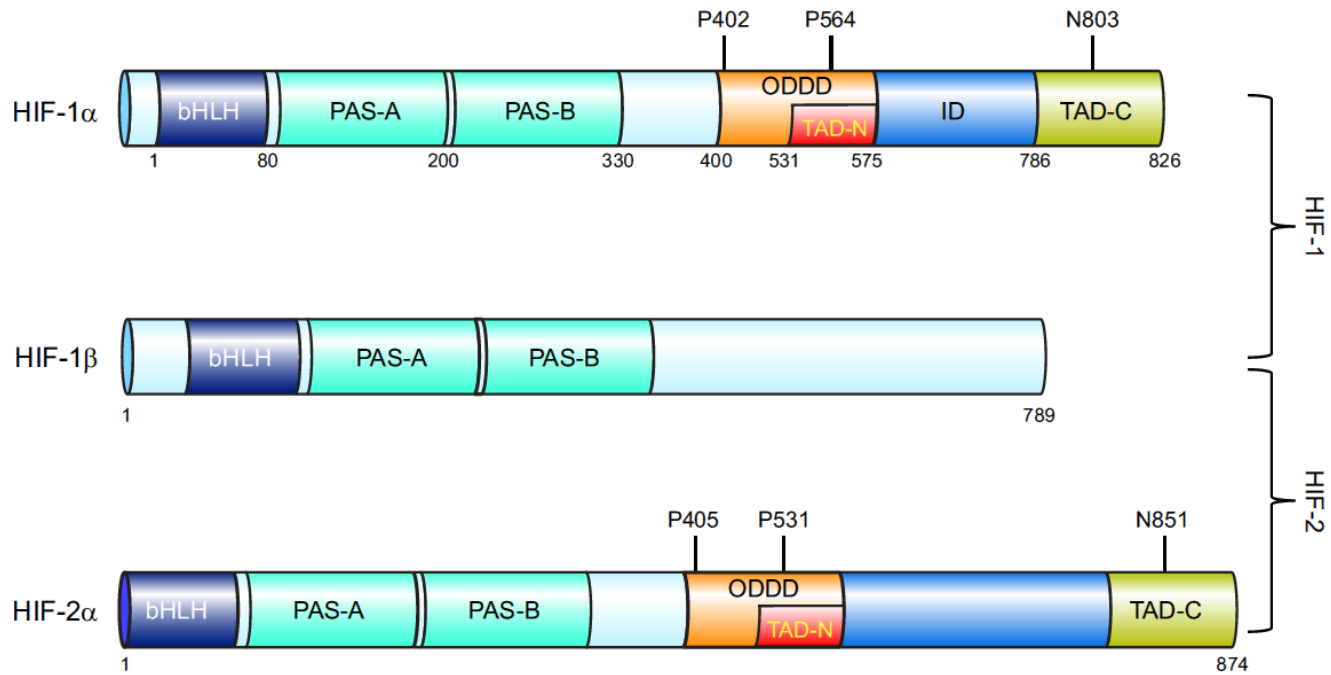 P402 P564 N803
HIF-1α bHLH PAS-A PAS-B ODDD TAD-N ID TAD-C
1 80 200 330 400 531 575 786 826
HIF-1
HIF-1β bHLH PAS-A PAS-B
1 789
HIF-2
P405 P531 N851
HIF-2α bHLH PAS-A PAS-B ODDD TAD-N TAD-C
1 874